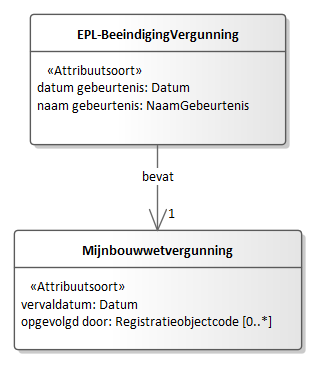 EPL-BeeindigingVergunning
«Attribuutsoort»
datum gebeurtenis: Datum
naam gebeurtenis: NaamGebeurtenis
bevat
1
Mijnbouwwetvergunning
«Attribuutsoort»
vervaldatum: Datum
opgevolgd door: Registratieobjectcode [0..*]